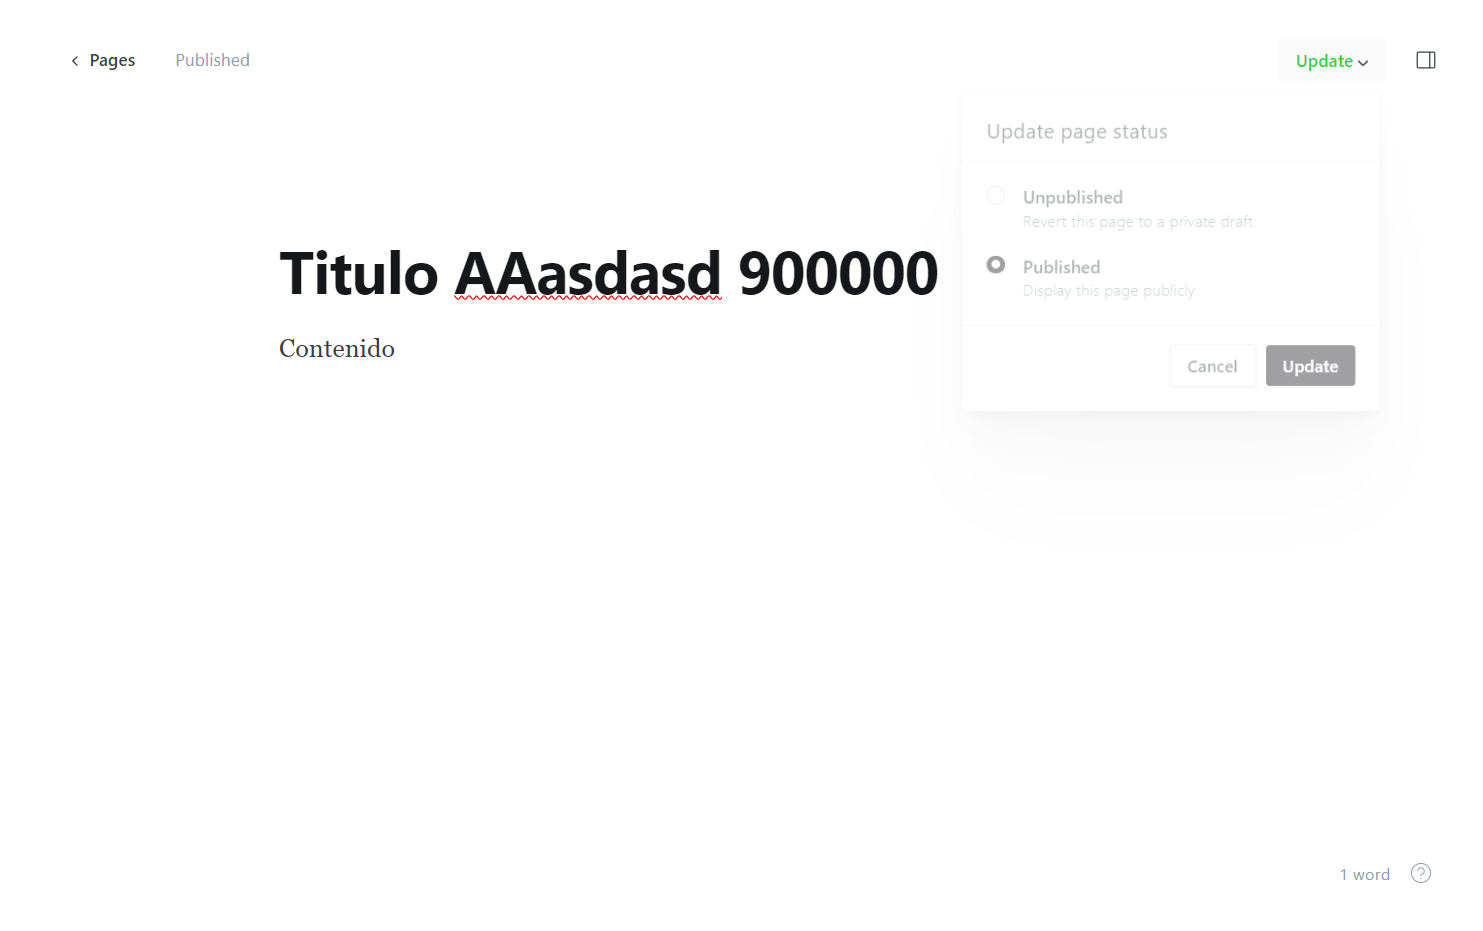 Pages
Published
Update
Update page status
Unpublished
Revert this page to a private draft
Published
Display this page publicly
Cancel
Update
Titulo AAasdasd 900000
Contenido
1 word
?